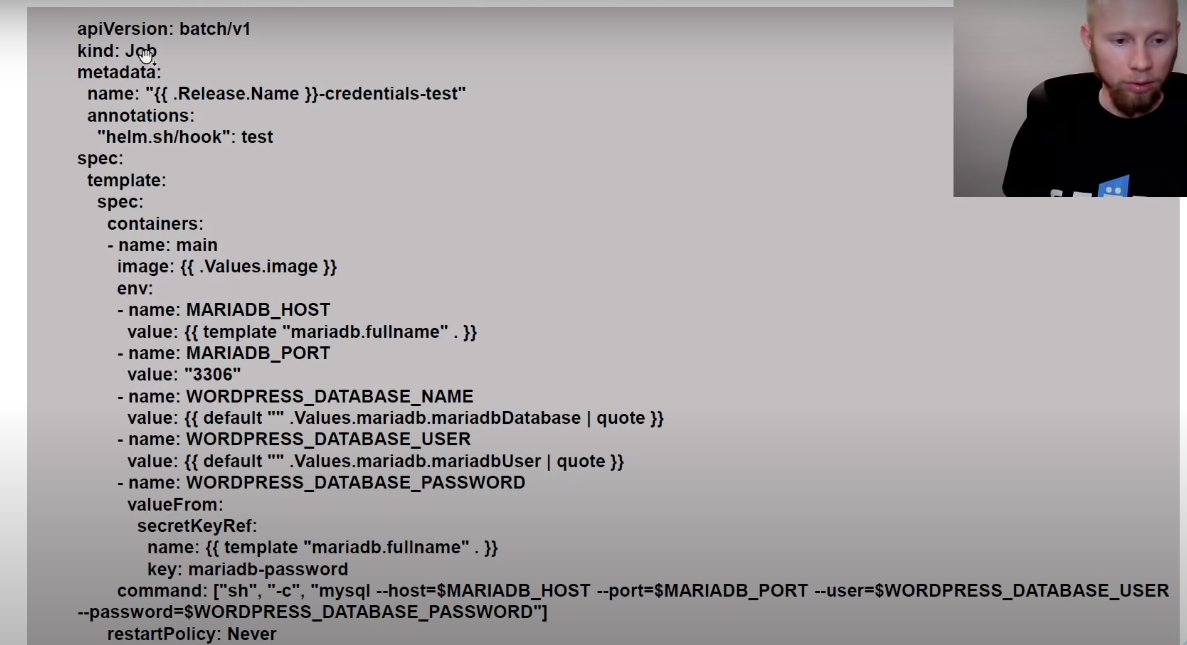 apiVersion: batch/v1
kind: Job
metadata:
name: "{{ .Release.Name }}-credentials-test"
annotations:
"helm.sh/hook": test
spec:
template:
spec:
containers:
- name: main
image: {{ .Values.image }}
env:
- name: MARIADB_HOST
value: {{ template "mariadb.fullname" . }}
- name: MARIADB_PORT
value: "3306"
- name: WORDPRESS_DATABASE_NAME
value: {{ default "" .Values.mariadb.mariadbDatabase | quote }}
- name: WORDPRESS_DATABASE_USER
value: {{ default "" .Values.mariadb.mariadbUser | quote }}
- name: WORDPRESS_DATABASE_PASSWORD
valueFrom:
secretKeyRef:
name: {{ template "mariadb.fullname" . }}
key: mariadb-password
command: ["sh", "-c", "mysql --host=$MARIADB_HOST --port=$MARIADB_PORT --user=$WORDPRESS_DATABASE_USER
--password=$WORDPRESS_DATABASE_PASSWORD"]
restartPolicy: Never